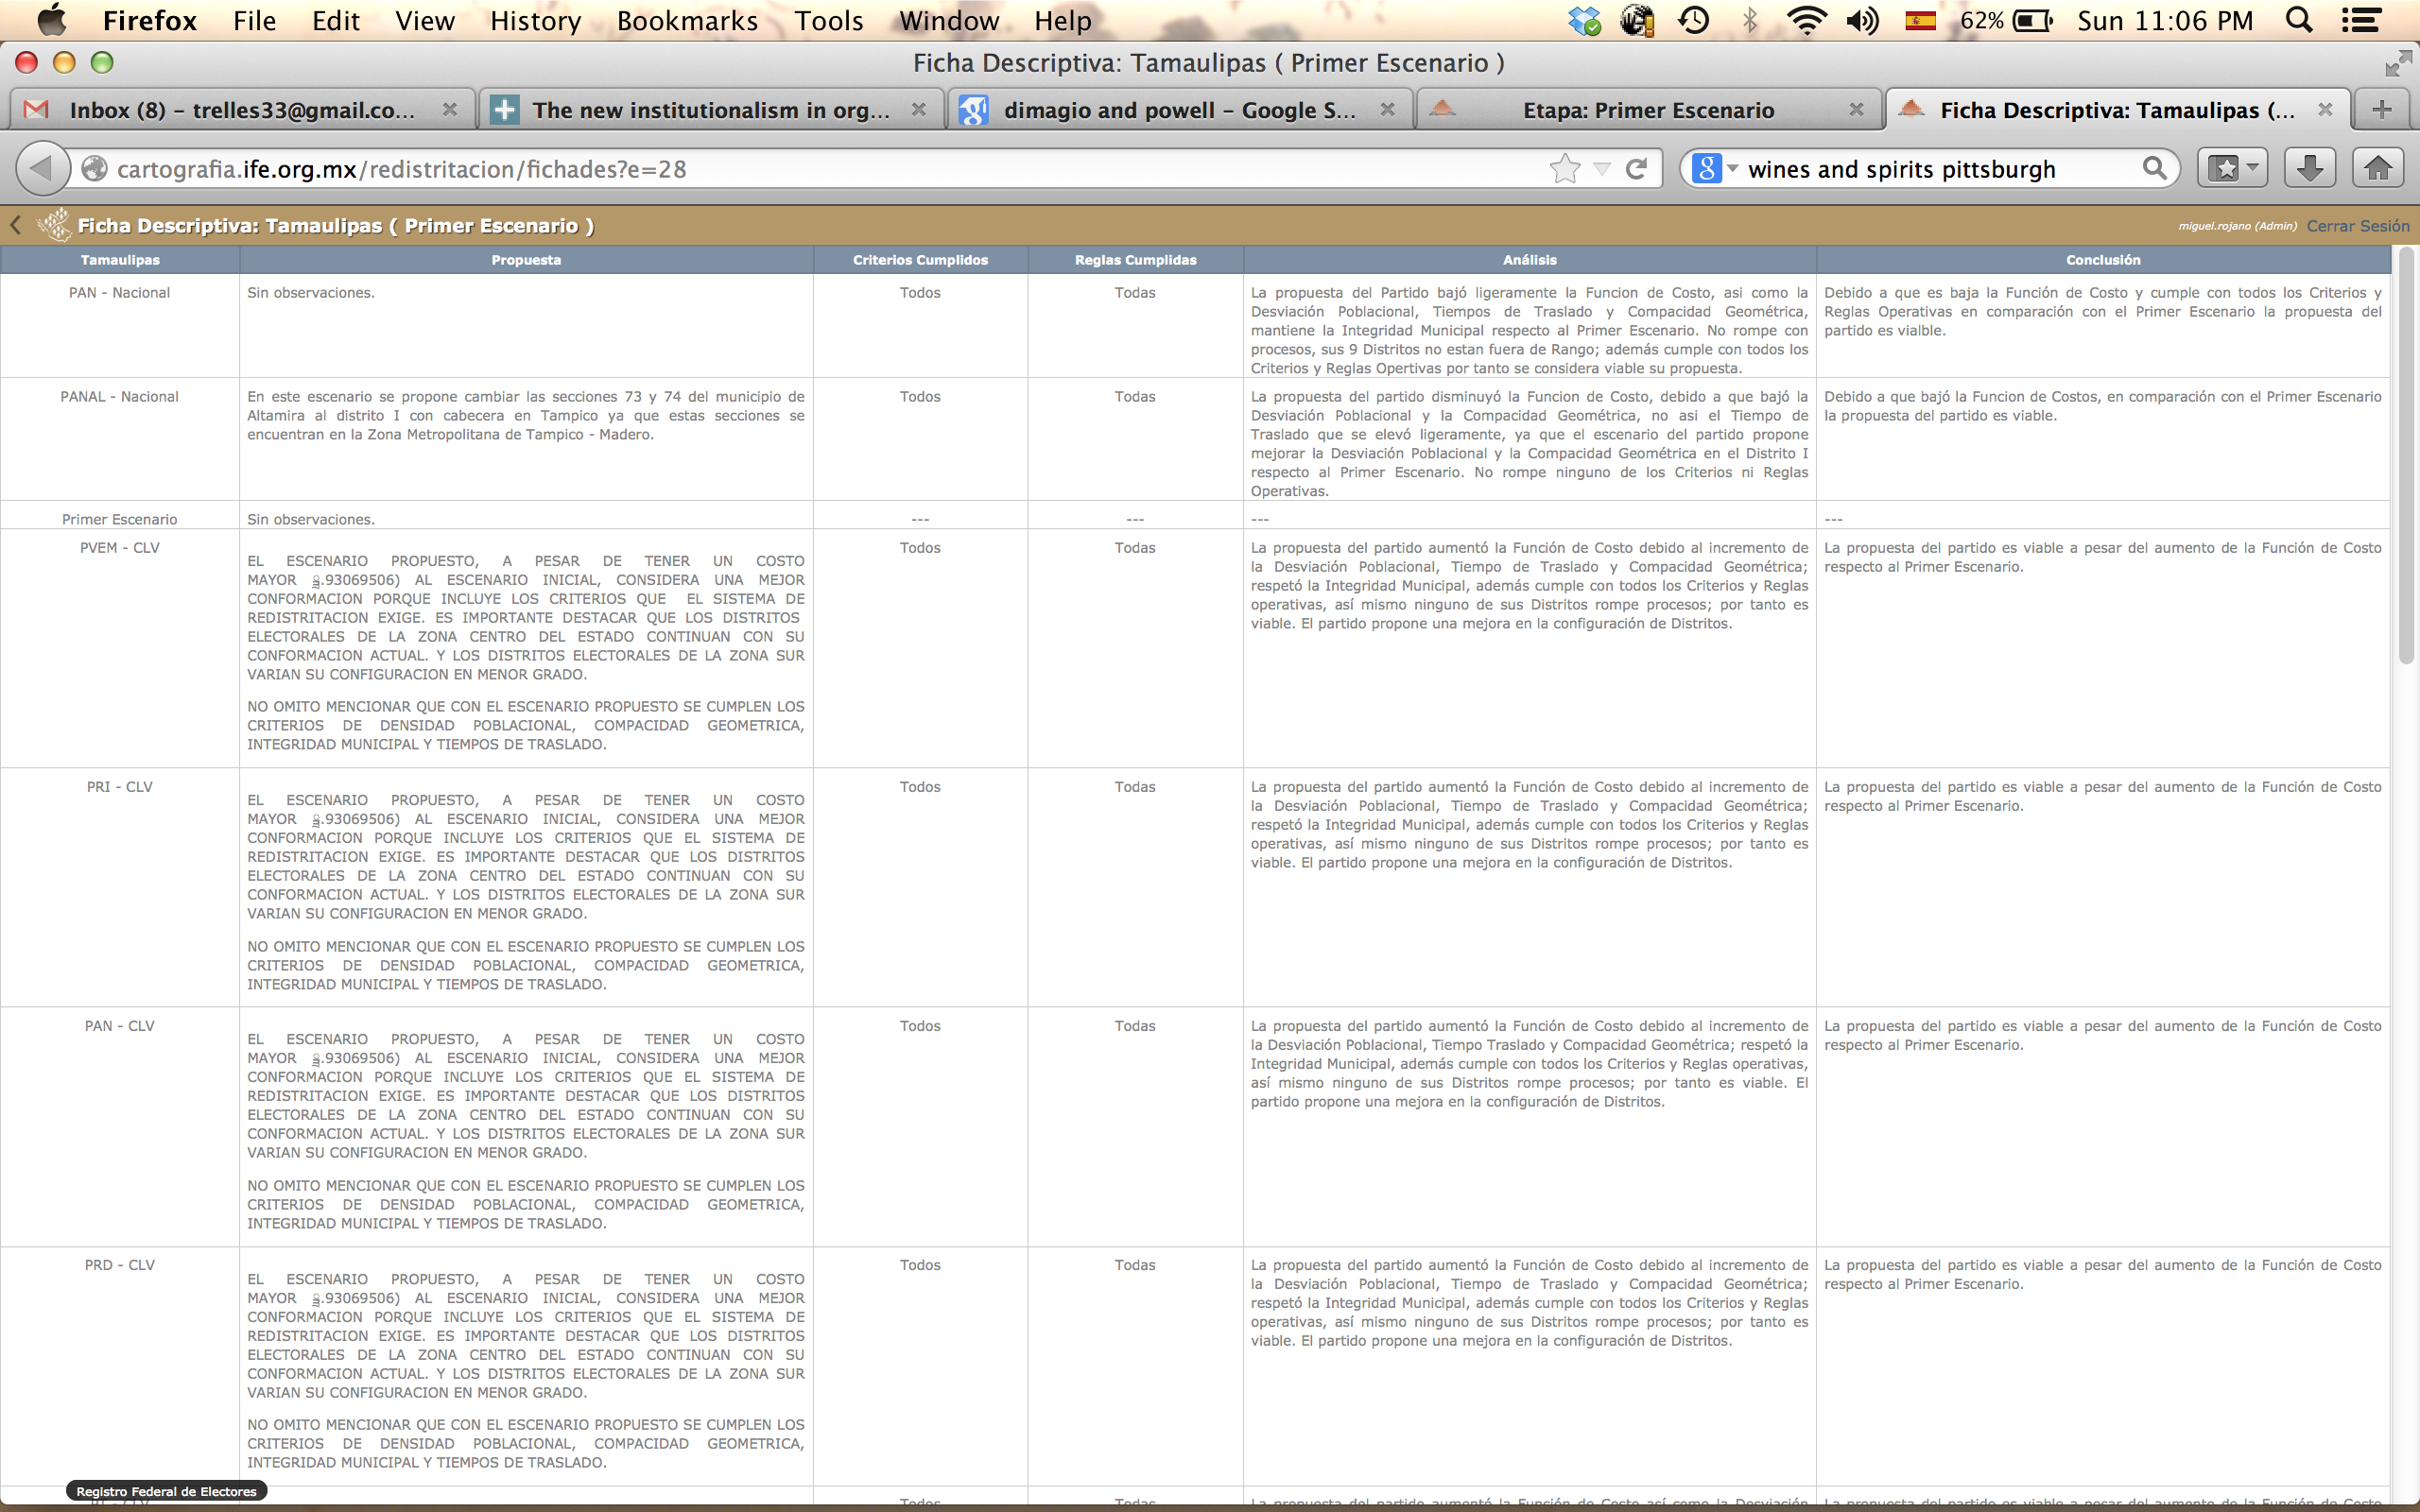 Firefox File Edit View History Bookmarks Tools Window Help 62% Sun 11:06 PM
Ficha Descriptiva: Tamaulipas ( Primer Escenario )
Inbox (8) – trelles33@gmail.co... The new institutionalism in org... dimagio and powell – Google S... Etapa: Primer Escenario Ficha Descriptiva: Tamaulipas (...
cartografia.ife.org.mx/redistritacion/fichades?e=28 wines and spirits pittsburgh
Ficha Descriptiva: Tamaulipas ( Primer Escenario ) miguel.rojano (Admin) Cerrar Sesión
Tamaulipas Propuesta Criterios Cumplidos Reglas Cumplidas Análisis Conclusión
PAN - Nacional
Sin observaciones.
Todos
Todas
La propuesta del Partido bajó ligeramente la Funcion de Costo, asi como la
Desviación Poblacional, Tiempos de Traslado y Compacidad Geométrica,
mantiene la Integridad Municipal respecto al Primer Escenario. No rompe con
procesos, sus 9 Distritos no estan fuera de Rango; además cumple con todos los
Criterios y Reglas Opertivas por tanto se considera viable su propuesta.
Debido a que es baja la Función de Costo y cumple con todos los Criterios y
Reglas Operativas en comparación con el Primer Escenario la propuesta del
partido es vialble.
PANAL - Nacional
En este escenario se propone cambiar las secciones 73 y 74 del municipio de
Altamira al distrito I con cabecera en Tampico ya que estas secciones se
encuentran en la Zona Metropolitana de Tampico - Madero.
Todos
Todas
La propuesta del partido disminuyó la Funcion de Costo, debido a que bajó la
Desviación Poblacional y la Compacidad Geométrica, no asi el Tiempo de
Traslado que se elevó ligeramente, ya que el escenario del partido propone
mejorar la Desviación Poblacional y la Compacidad Geométrica en el Distrito I
respecto al Primer Escenario. No rompe ninguno de los Criterios ni Reglas
Operativas.
Debido a que bajó la Funcion de Costos, en comparación con el Primer Escenario
la propuesta del partido es viable.
Primer Escenario
Sin observaciones.
---
---
---
---
PVEM - CLV
EL ESCENARIO PROPUESTO, A PESAR DE TENER UN COSTO
MAYOR .93069506) AL ESCENARIO INICIAL, CONSIDERA UNA MEJOR
CONFORMACION PORQUE INCLUYE LOS CRITERIOS QUE EL SISTEMA DE
REDISTRITACION EXIGE. ES IMPORTANTE DESTACAR QUE LOS DISTRITOS
ELECTORALES DE LA ZONA CENTRO DEL ESTADO CONTINUAN CON SU
CONFORMACION ACTUAL. Y LOS DISTRITOS ELECTORALES DE LA ZONA SUR
VARIAN SU CONFIGURACION EN MENOR GRADO.
NO OMITO MENCIONAR QUE CON EL ESCENARIO PROPUESTO SE CUMPLEN LOS
CRITERIOS DE DENSIDAD POBLACIONAL, COMPACIDAD GEOMETRICA,
INTEGRIDAD MUNICIPAL Y TIEMPOS DE TRASLADO.
Todos
Todas
La propuesta del partido aumentó la Función de Costo debido al incremento de
la Desviación Poblacional, Tiempo de Traslado y Compacidad Geométrica;
respetó la Integridad Municipal, además cumple con todos los Criterios y Reglas
operativas, así mismo ninguno de sus Distritos rompe procesos; por tanto es
viable. El partido propone una mejora en la configuración de Distritos.
La propuesta del partido es viable a pesar del aumento de la Función de Costo
respecto al Primer Escenario.
PRI - CLV
EL ESCENARIO PROPUESTO, A PESAR DE TENER UN COSTO
MAYOR .93069506) AL ESCENARIO INICIAL, CONSIDERA UNA MEJOR
CONFORMACION PORQUE INCLUYE LOS CRITERIOS QUE EL SISTEMA DE
REDISTRITACION EXIGE. ES IMPORTANTE DESTACAR QUE LOS DISTRITOS
ELECTORALES DE LA ZONA CENTRO DEL ESTADO CONTINUAN CON SU
CONFORMACION ACTUAL. Y LOS DISTRITOS ELECTORALES DE LA ZONA SUR
VARIAN SU CONFIGURACION EN MENOR GRADO.
NO OMITO MENCIONAR QUE CON EL ESCENARIO PROPUESTO SE CUMPLEN LOS
CRITERIOS DE DENSIDAD POBLACIONAL, COMPACIDAD GEOMETRICA,
INTEGRIDAD MUNICIPAL Y TIEMPOS DE TRASLADO.
Todos
Todas
La propuesta del partido aumentó la Función de Costo debido al incremento de
la Desviación Poblacional, Tiempo de Traslado y Compacidad Geométrica;
respetó la Integridad Municipal, además cumple con todos los Criterios y Reglas
operativas, así mismo ninguno de sus Distritos rompe procesos; por tanto es
viable. El partido propone una mejora en la configuración de Distritos.
La propuesta del partido es viable a pesar del aumento de la Función de Costo
respecto al Primer Escenario.
PAN - CLV
EL ESCENARIO PROPUESTO, A PESAR DE TENER UN COSTO
MAYOR .93069506) AL ESCENARIO INICIAL, CONSIDERA UNA MEJOR
CONFORMACION PORQUE INCLUYE LOS CRITERIOS QUE EL SISTEMA DE
REDISTRITACION EXIGE. ES IMPORTANTE DESTACAR QUE LOS DISTRITOS
ELECTORALES DE LA ZONA CENTRO DEL ESTADO CONTINUAN CON SU
CONFORMACION ACTUAL. Y LOS DISTRITOS ELECTORALES DE LA ZONA SUR
VARIAN SU CONFIGURACION EN MENOR GRADO.
NO OMITO MENCIONAR QUE CON EL ESCENARIO PROPUESTO SE CUMPLEN LOS
CRITERIOS DE DENSIDAD POBLACIONAL, COMPACIDAD GEOMETRICA,
INTEGRIDAD MUNICIPAL Y TIEMPOS DE TRASLADO.
Todos
Todas
La propuesta del partido aumentó la Función de Costo debido al incremento de
la Desviación Poblacional, Tiempo Traslado y Compacidad Geométrica; respetó la
Integridad Municipal, además cumple con todos los Criterios y Reglas operativas,
así mismo ninguno de sus Distritos rompe procesos; por tanto es viable. El
partido propone una mejora en la configuración de Distritos.
La propuesta del partido es viable a pesar del aumento de la Función de Costo
respecto al Primer Escenario.
PRD - CLV
EL ESCENARIO PROPUESTO, A PESAR DE TENER UN COSTO
MAYOR .93069506) AL ESCENARIO INICIAL, CONSIDERA UNA MEJOR
CONFORMACION PORQUE INCLUYE LOS CRITERIOS QUE EL SISTEMA DE
REDISTRITACION EXIGE. ES IMPORTANTE DESTACAR QUE LOS DISTRITOS
ELECTORALES DE LA ZONA CENTRO DEL ESTADO CONTINUAN CON SU
CONFORMACION ACTUAL. Y LOS DISTRITOS ELECTORALES DE LA ZONA SUR
VARIAN SU CONFIGURACION EN MENOR GRADO.
NO OMITO MENCIONAR QUE CON EL ESCENARIO PROPUESTO SE CUMPLEN LOS
CRITERIOS DE DENSIDAD POBLACIONAL, COMPACIDAD GEOMETRICA,
INTEGRIDAD MUNICIPAL Y TIEMPOS DE TRASLADO.
Todos
Todas
La propuesta del partido aumentó la Función de Costo debido al incremento de
la Desviación Poblacional, Tiempo de Traslado y Compacidad Geométrica;
respetó la Integridad Municipal, además cumple con todos los Criterios y Reglas
operativas, así mismo ninguno de sus Distritos rompe procesos; por tanto es
viable. El partido propone una mejora en la configuración de Distritos.
La propuesta del partido es viable a pesar del aumento de la Función de Costo
respecto al Primer Escenario.
Registro Federal de Electores
Todos
Todas
La propuesta del partido aumentó la Función de Costo así como la Desviación
La propuesta del partido es viable a pesar del aumento de la Función de Costo